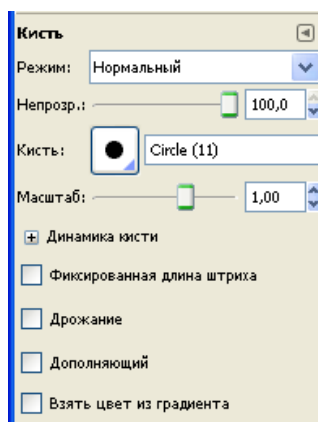 Кисть
Режим: Нормальный
Непрозр.: 100,0
Кисть: Circle (11)
Масштаб: 1,00
Динамика кисти
Фиксированная длина штриха
Дрожание
Дополняющий
Взять цвет из градиента